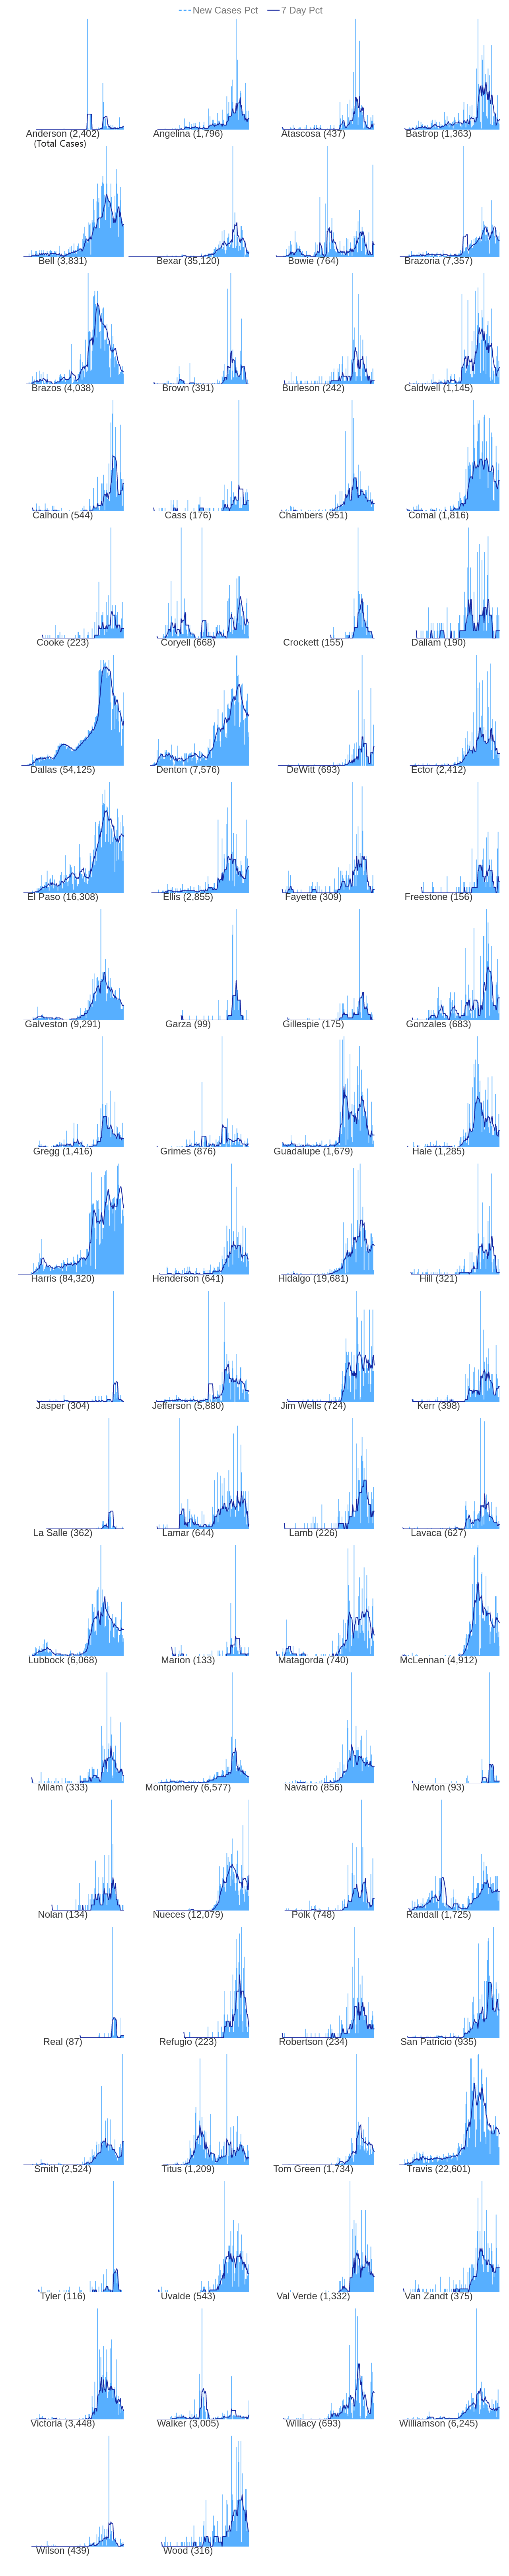 New Cases Pct 7 Day Pct
Anderson (2,402) Angelina (1,796) Atascosa (437) Bastrop (1,363)
(Total Cases)
Bell (3,831) Bexar (35,120) Bowie (764) Brazoria (7,357)
Brazos (4,038) Brown (391) Burleson (242) Caldwell (1,145)
Calhoun (544) Cass (176) Chambers (951) Comal (1,816)
Cooke (223) Coryell (668) Crockett (155) Dallam (190)
Dallas (54,125) Denton (7,576) DeWitt (693) Ector (2,412)
El Paso (16,308) Ellis (2,855) Fayette (309) Freestone (156)
Galveston (9,291) Garza (99) Gillespie (175) Gonzales (683)
Gregg (1,416) Grimes (876) Guadalupe (1,679) Hale (1,285)
Harris (84,320) Henderson (641) Hidalgo (19,681) Hill (321)
Jasper (304) Jefferson (5,880) Jim Wells (724) Kerr (398)
La Salle (362) Lamar (644) Lamb (226) Lavaca (627)
Lubbock (6,068) Marion (133) Matagorda (740) McLennan (4,912)
Milam (333) Montgomery (6,577) Navarro (856) Newton (93)
Nolan (134) Nueces (12,079) Polk (748) Randall (1,725)
Real (87) Refugio (223) Robertson (234) San Patricio (935)
Smith (2,524) Titus (1,209) Tom Green (1,734) Travis (22,601)
Tyler (116) Uvalde (543) Val Verde (1,332) Van Zandt (375)
Victoria (3,448) Walker (3,005) Willacy (693) Williamson (6,245)
Wilson (439) Wood (316)